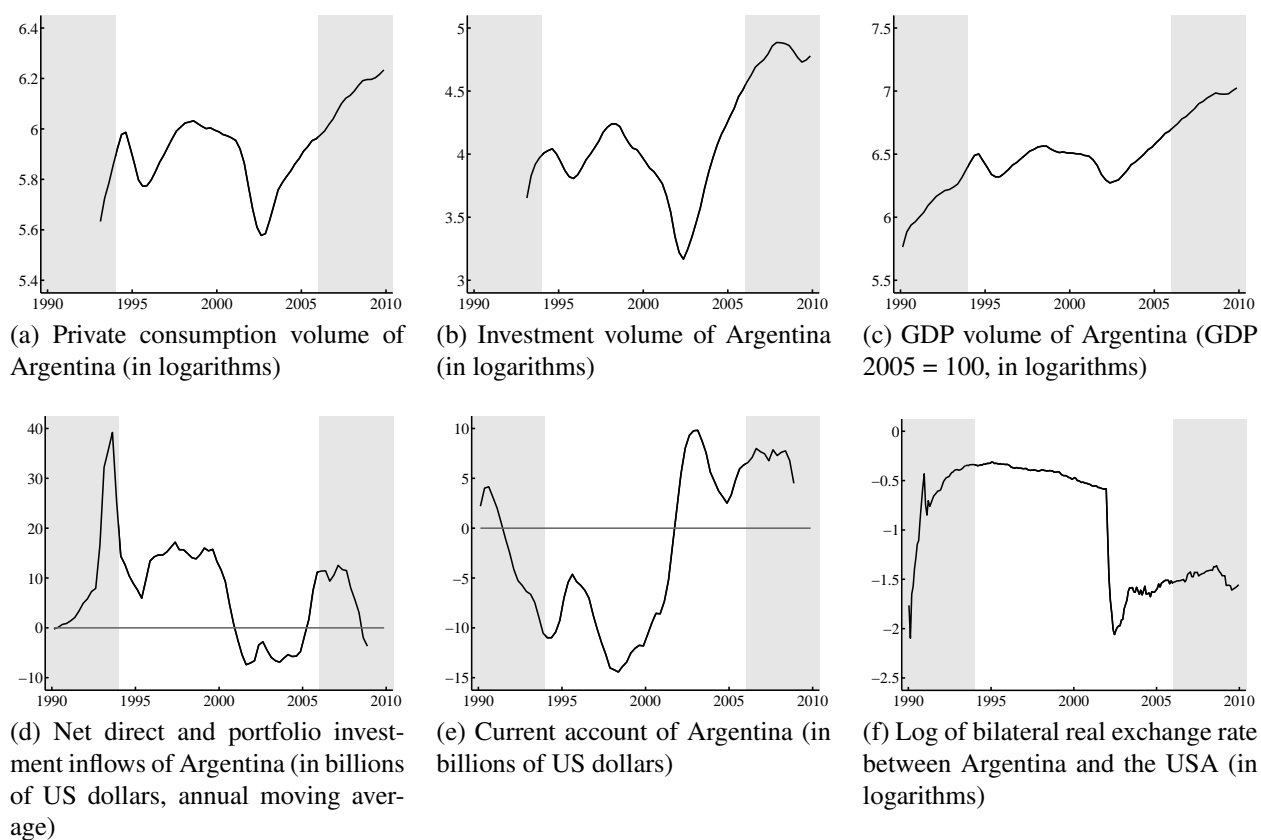 6.4
6.2
6
5.8
5.6
5.4
1990 1995 2000 2005 2010
(a) Private consumption volume of
Argentina (in logarithms)
5
4.5
4
3.5
3
1990 1995 2000 2005 2010
(b) Investment volume of Argentina
(in logarithms)
7.5
7
6.5
6
5.5
1990 1995 2000 2005 2010
(c) GDP volume of Argentina (GDP
2005 = 100, in logarithms)
40
30
20
10
0
−10
1990 1995 2000 2005 2010
(d) Net direct and portfolio invest-
ment inflows of Argentina (in billions
of US dollars, annual moving aver-
age)
10
5
0
−5
−10
−15
1990 1995 2000 2005 2010
(e) Current account of Argentina (in
billions of US dollars)
0
−0.5
−1
−1.5
−2
−2.5
1990 1995 2000 2005 2010
(f) Log of bilateral real exchange rate
between Argentina and the USA (in
logarithms)